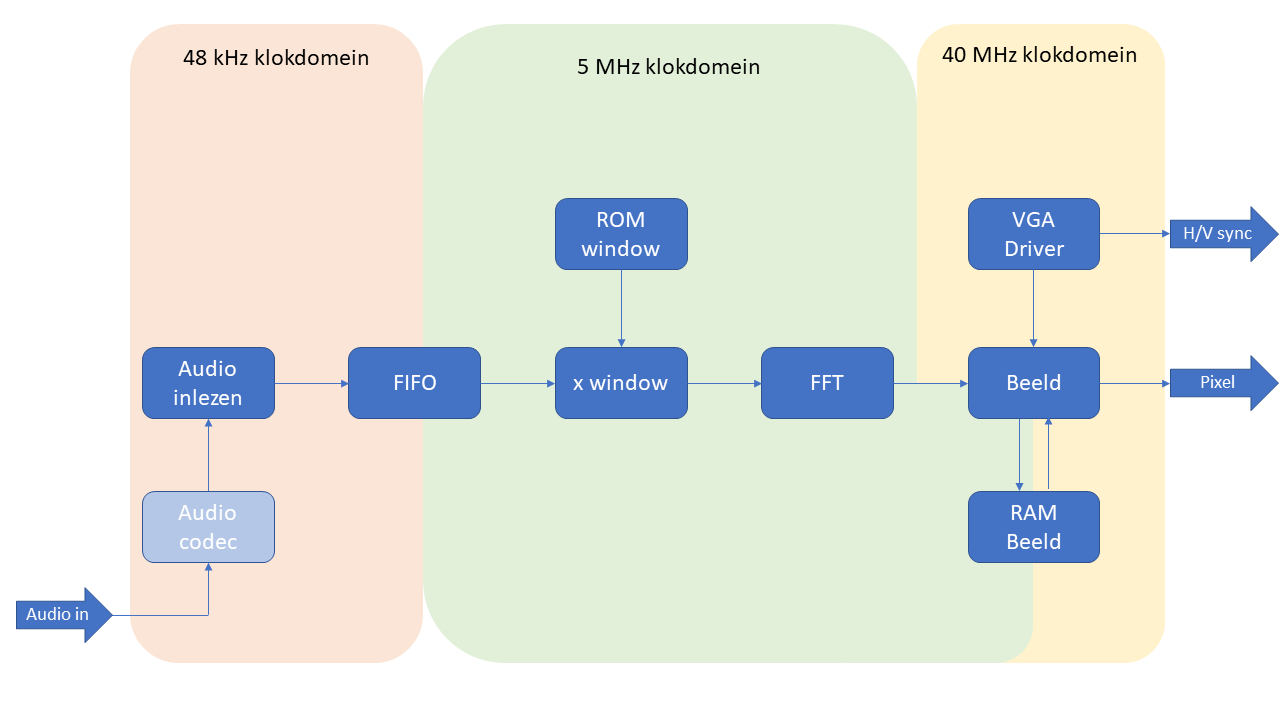 48 kHz klokdomein
5 MHz klokdomein
40 MHz klokdomein
ROM
window
VGA
Driver
H/V sync
Audio
inlezen
FIFO
x window
FFT
Beeld
Pixel
Audio
codec
RAM
Beeld
Audio in